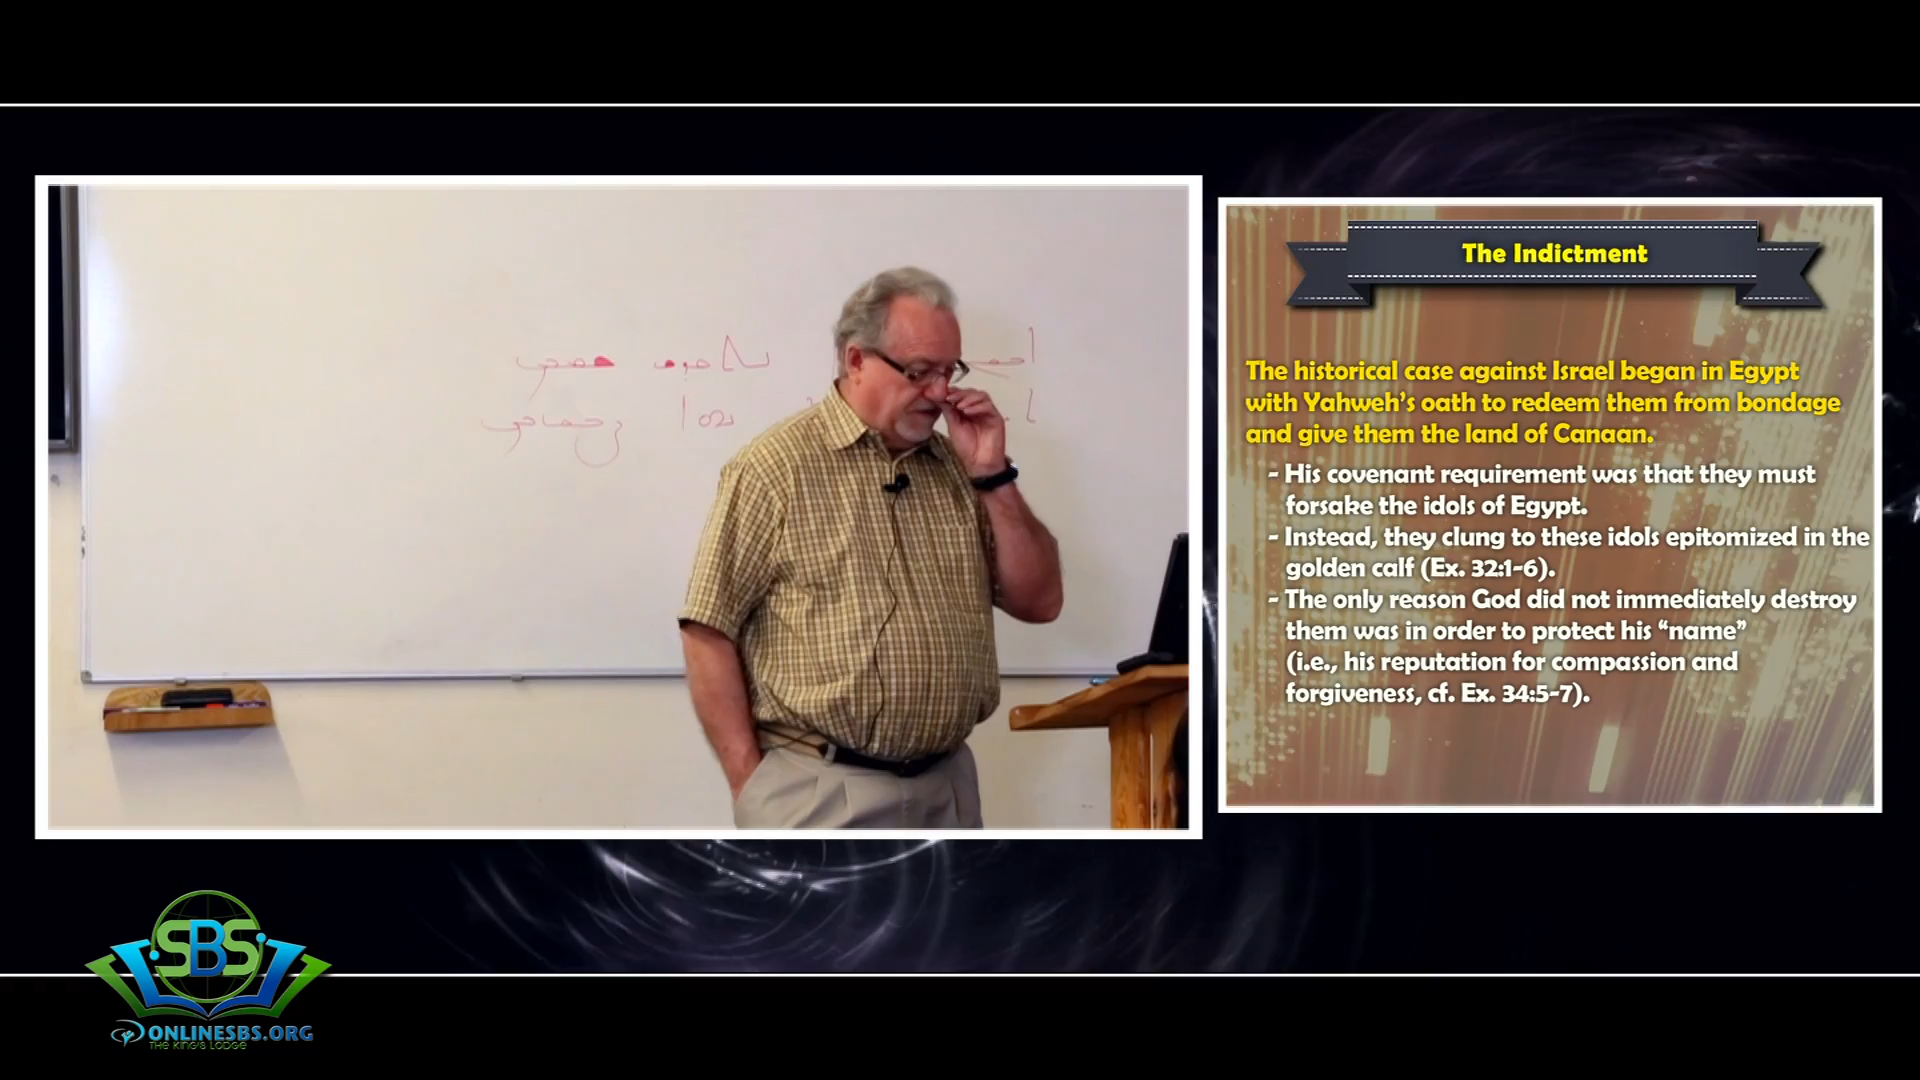 The Indictment
The historical case against Israel began in Egypt
with Yahweh's oath to redeem them from bondage
and give them the land of Canaan.
- His covenant requirement was that they must
forsake the idols of Egypt.
- Instead, they clung to these idols epitomized in the
golden calf (Ex. 32:1-6).
- The only reason God did not immediately destroy
them was in order to protect his “name”
(i.e., his reputation for compassion and
forgiveness, cf. Ex. 34:5-7).
SBS
ONLINESBS.ORG
THE KING'S LODGE